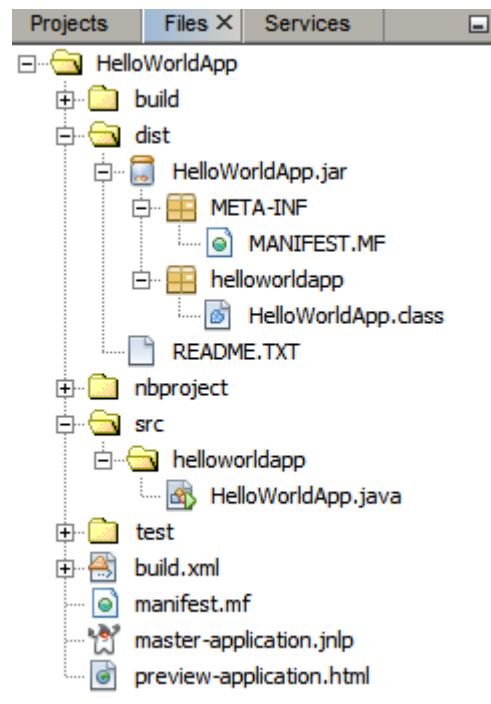 Projects Files Services
HelloWorldApp
build
dist
HelloWorldApp.jar
META-INF
MANIFEST.MF
helloworldapp
HelloWorldApp.class
README.TXT
nbproject
src
helloworldapp
HelloWorldApp.java
test
build.xml
manifest.mf
master-application.jnlp
preview-application.html